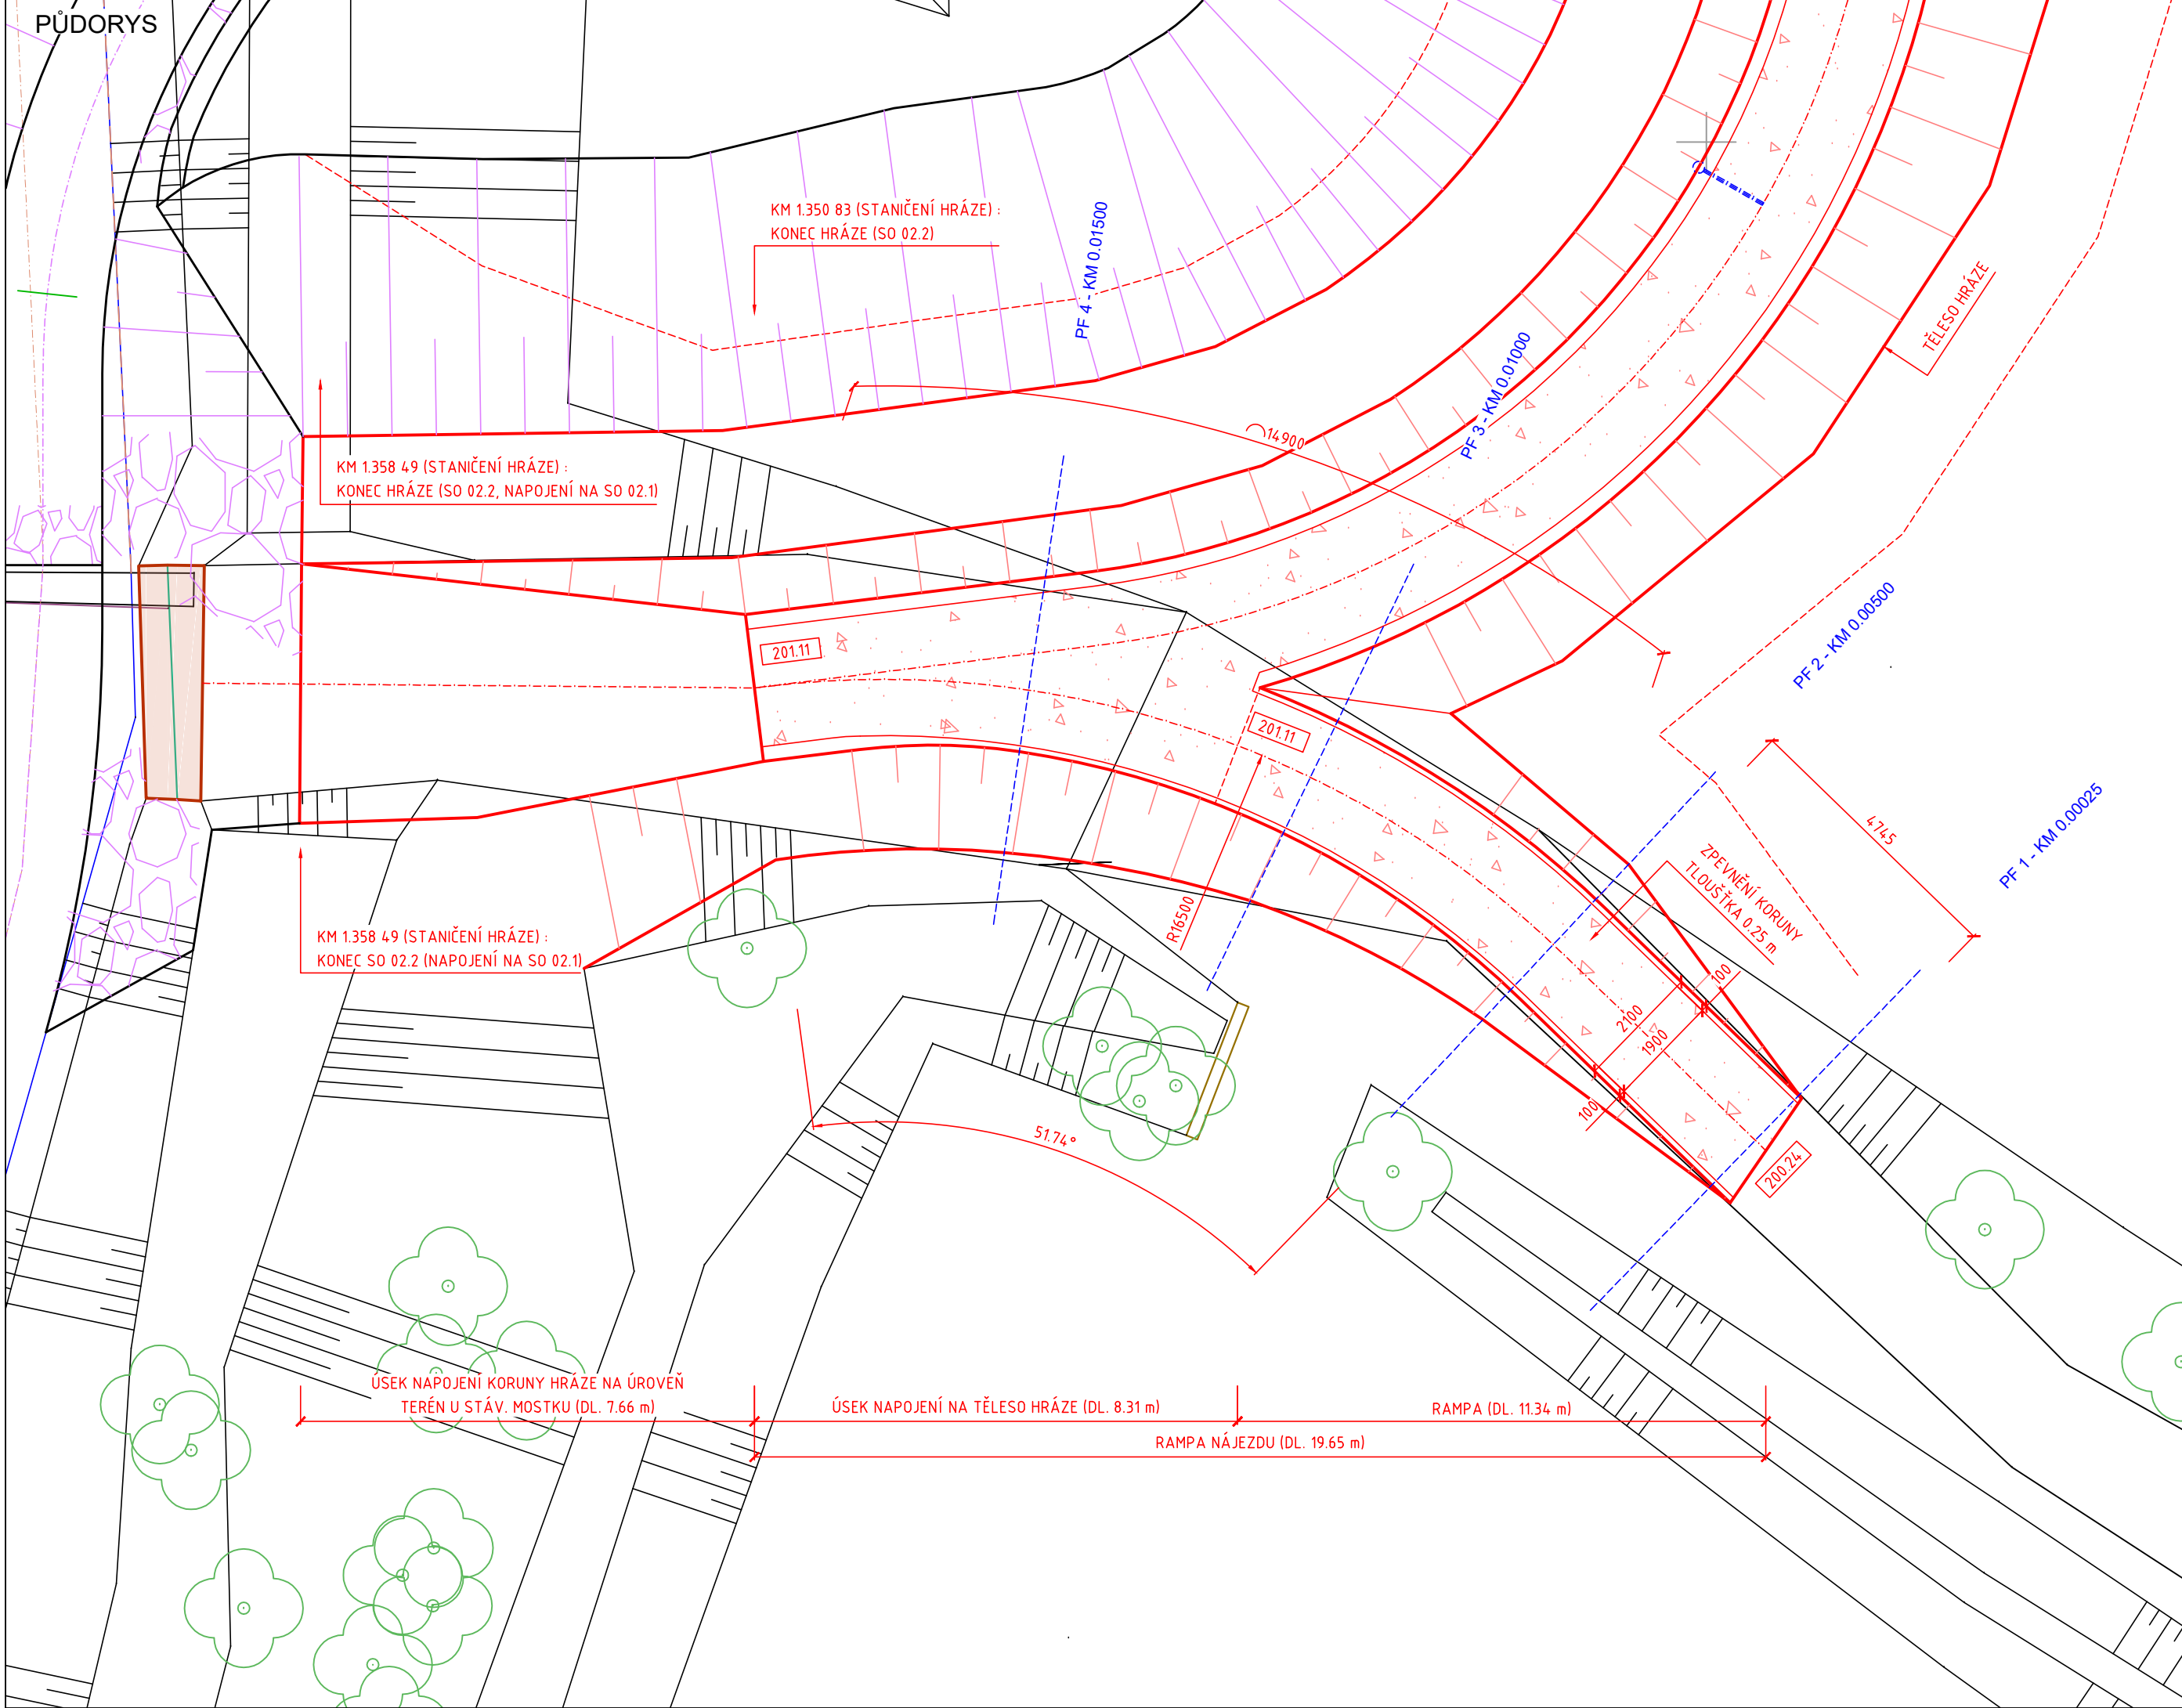 PŮDORYS
KM 1.350 83 (STANIČENÍ HRÁZE) :
KONEC HRÁZE (SO 02.2)
PF 4 - KM 0.01500
TĚLESO HRÁZE
PF 3 - KM 0.01000
14900
KM 1.358 49 (STANIČENÍ HRÁZE) :
KONEC HRÁZE (SO 02.2, NAPOJENÍ NA SO 02.1)
201.11
PF 2 - KM 0.00500
201.11
4745
PF 1 - KM 0.00025
ZPEVNĚNÍ KORUNY
TLOUŠŤKA 0.25 m
R16500
KM 1.358 49 (STANIČENÍ HRÁZE) :
KONEC SO 02.2 (NAPOJENÍ NA SO 02.1)
100
2100
1900
100
51.74°
200.24
ÚSEK NAPOJENÍ KORUNY HRÁZE NA ÚROVEŇ
TERÉN U STÁV. MOSTKU (DL. 7.66 m)
ÚSEK NAPOJENÍ NA TĚLESO HRÁZE (DL. 8.31 m)
RAMPA (DL. 11.34 m)
RAMPA NÁJEZDU (DL. 19.65 m)